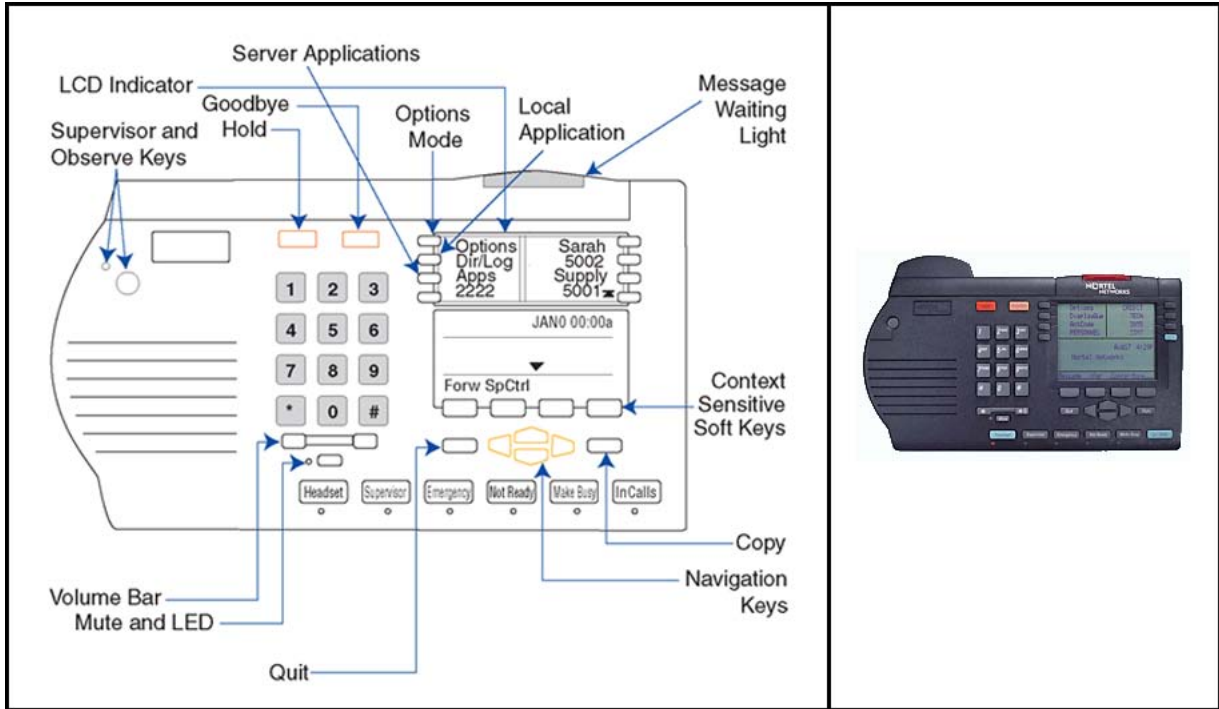 Server Applications
LCD Indicator
Goodbye
Hold
Supervisor and
Observe Keys
Options
Mode
Local
Application
Message
Waiting
Light
Options Sarah
Dir/Log 5002
Apps Supply
2222 5001
JAN0 00:00a
Forw SpCtrl
1 2 3
4 5 6
7 8 9
* 0 #
Context
Sensitive
Soft Keys
Headset Supervisor Emergency Not Ready Make Busy InCalls
Copy
Navigation
Keys
Volume Bar
Mute and LED
Quit
NORTEL
NETWORKS